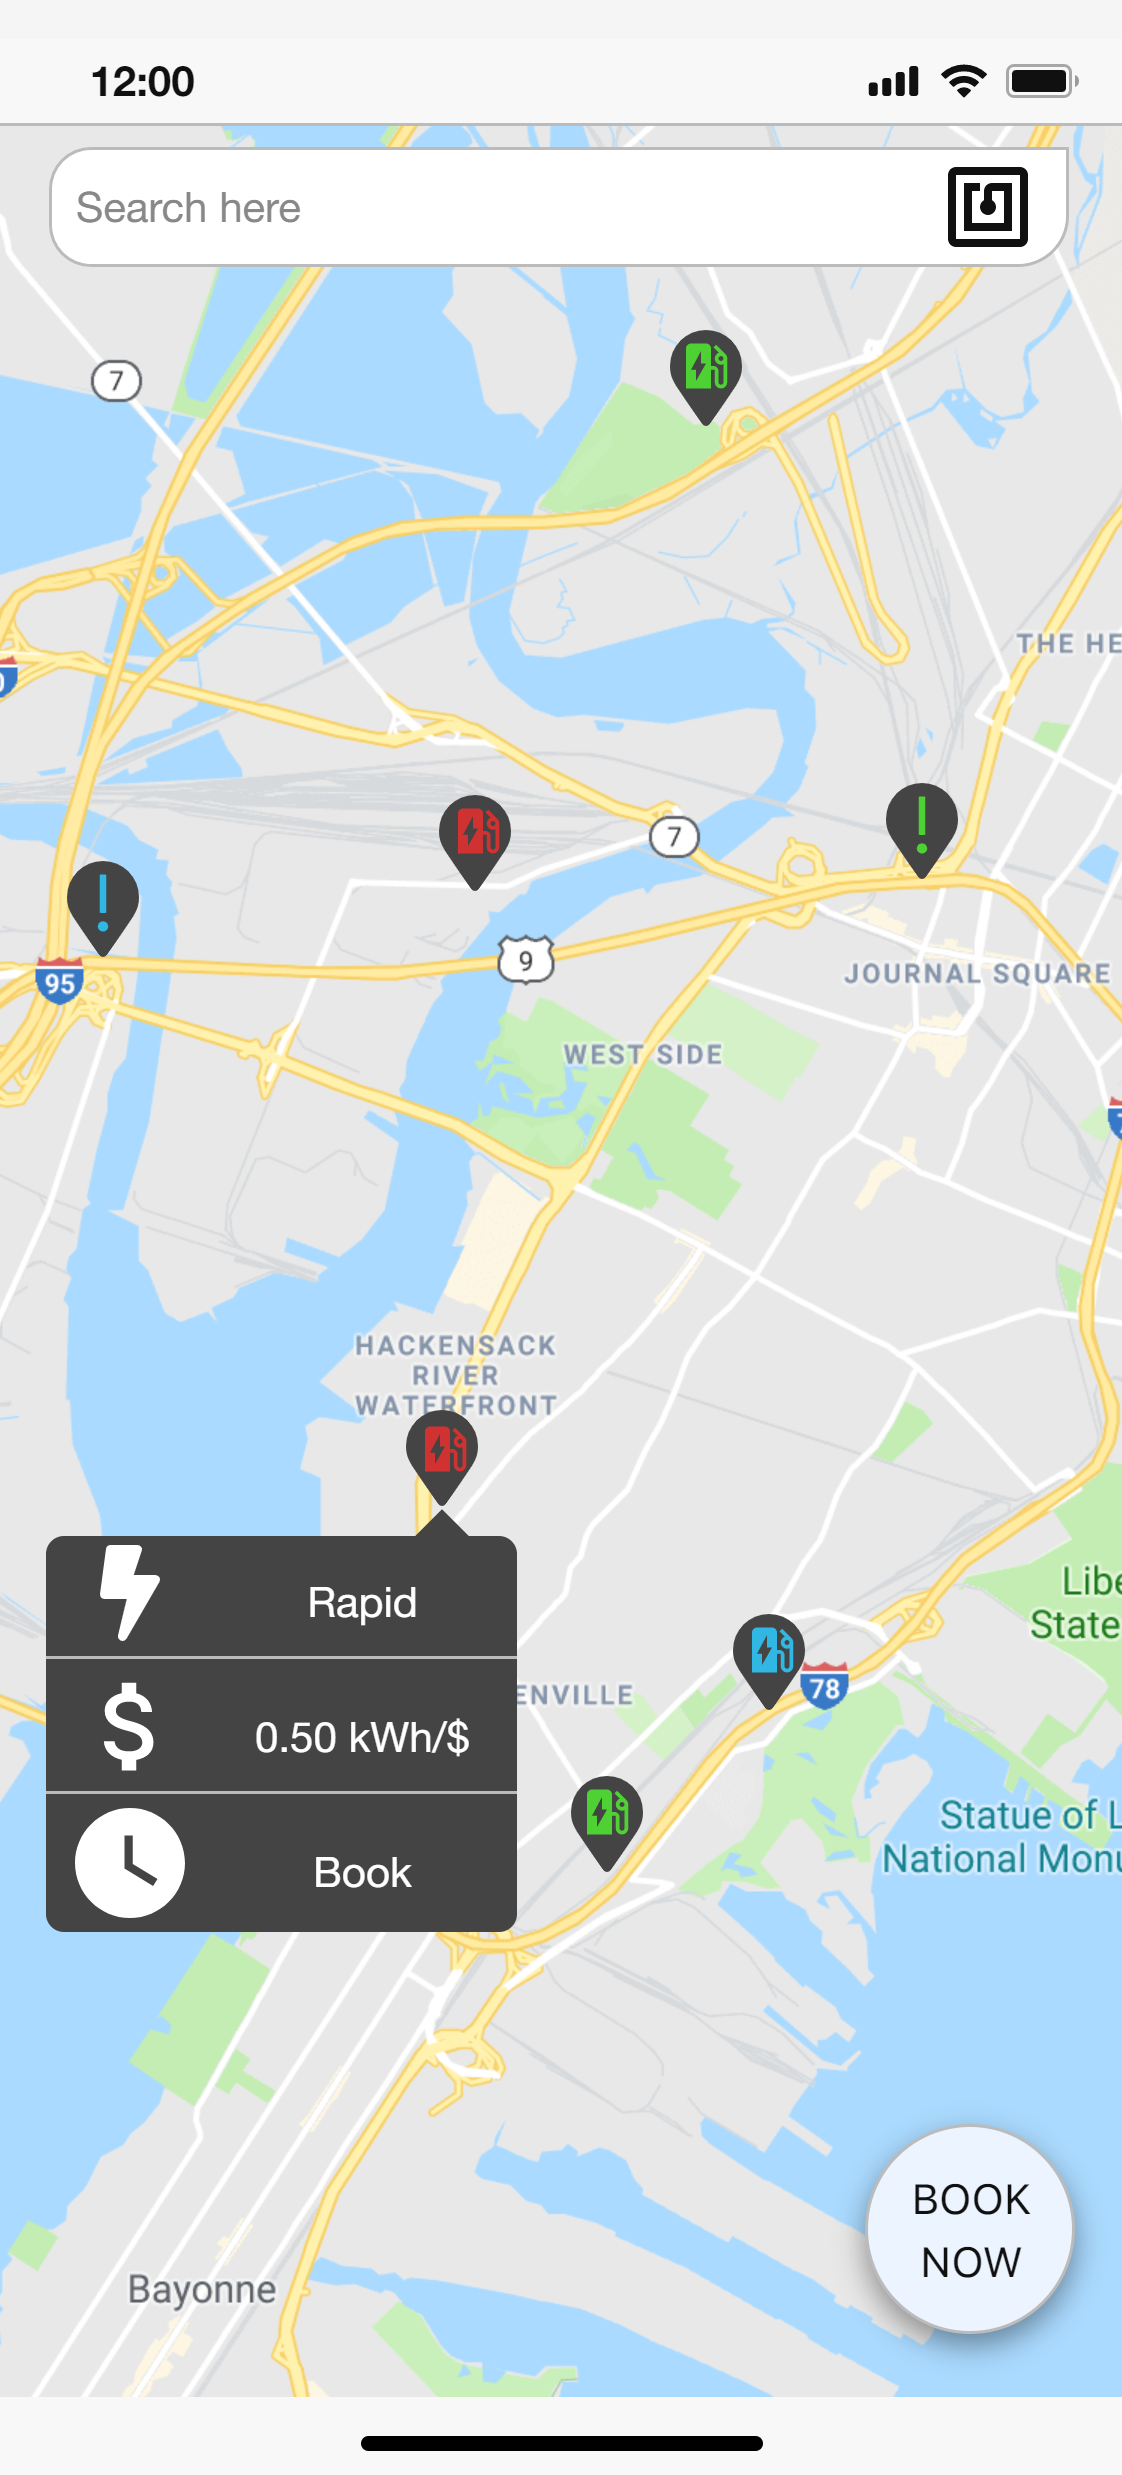 12:00
Search here
7
THE HE
7
9
95
JOURNAL SQUARE
WEST SIDE
HACKENSACK
RIVER
WATERFRONT
Rapid
Libe
State
ENVILLE
78
0.50 kWh/$
Statue of L
National Monu
Book
BOOK
NOW
Bayonne